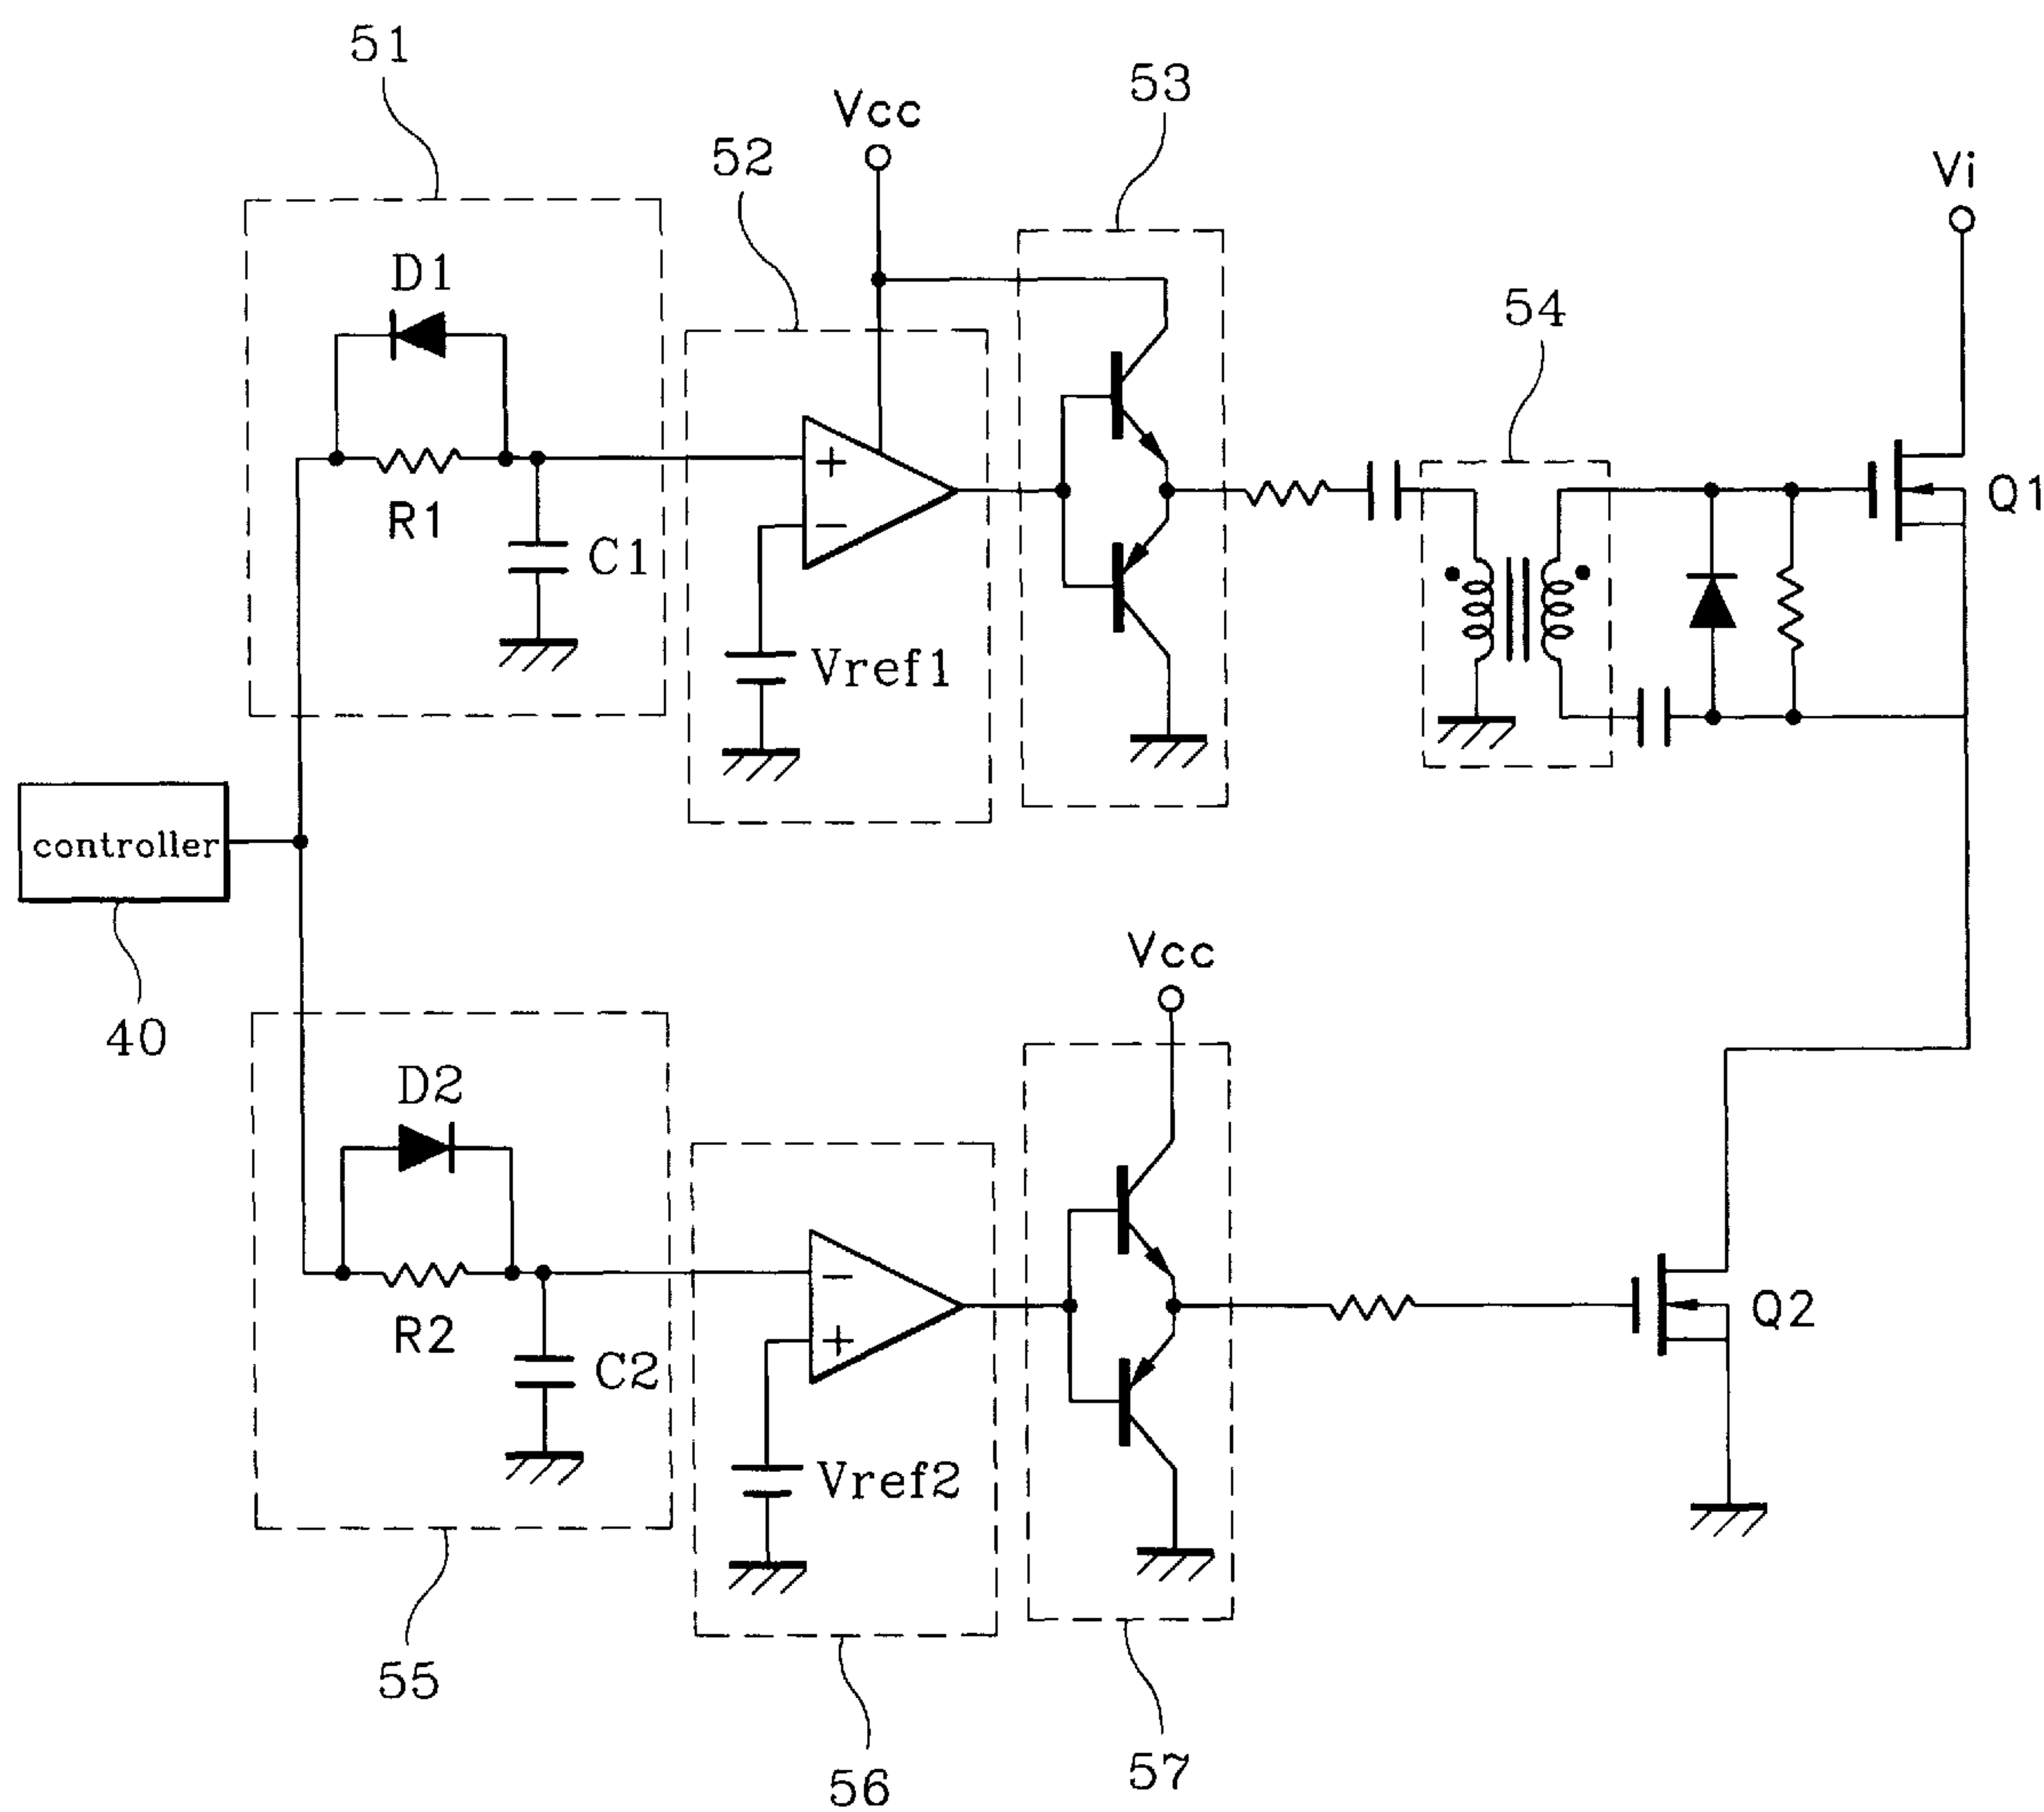 51
53
Vcc
52
Vi
D1
54
R1
C1
Q1
Vref1
controller
Vcc
40
D2
R2
C2
Q2
Vref2
55
56
57